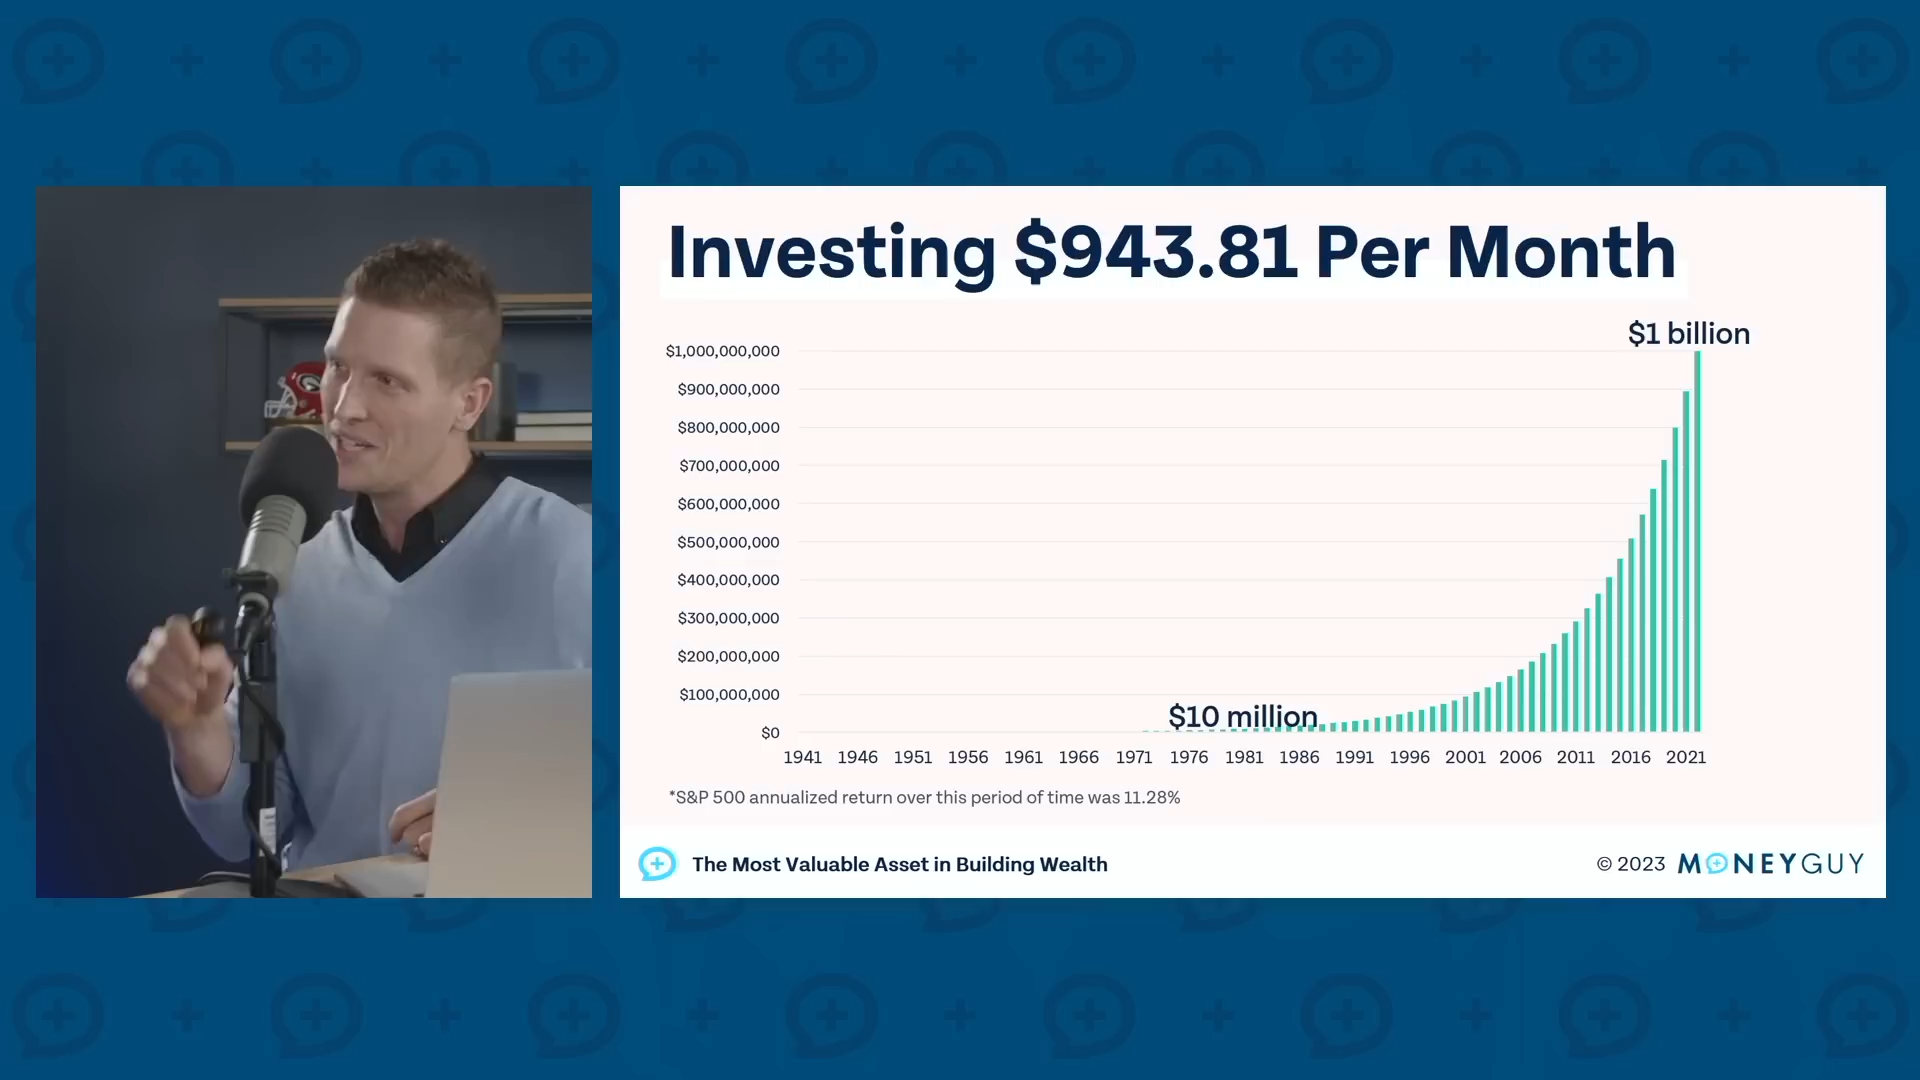 Investing $943.81 Per Month
$1 billion
$1,000,000,000
$900,000,000
$800,000,000
$700,000,000
$600,000,000
$500,000,000
$400,000,000
$300,000,000
$200,000,000
$100,000,000
$10 million
$0
1941 1946 1951 1956 1961 1966 1971 1976 1981 1986 1991 1996 2001 2006 2011 2016 2021
*S&P 500 annualized return over this period of time was 11.28%
The Most Valuable Asset in Building Wealth
© 2023 MONEYGUY